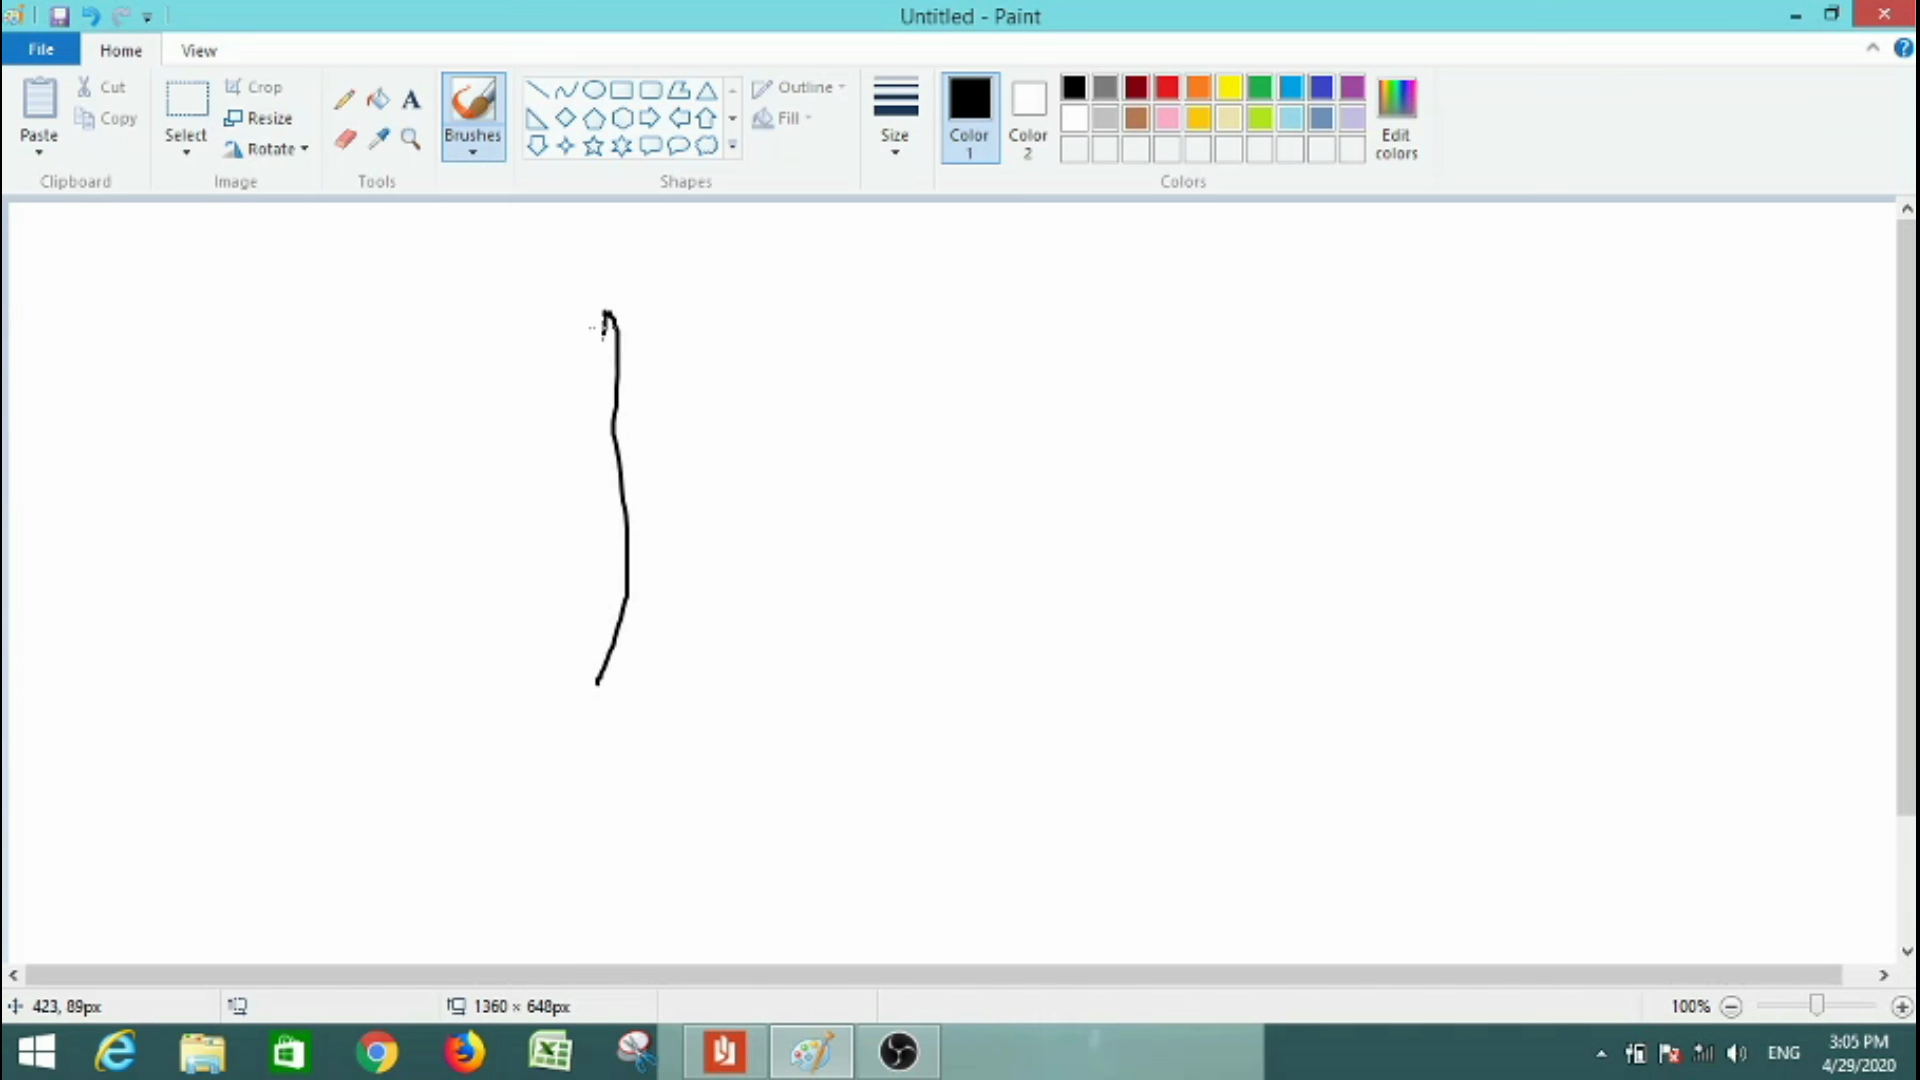 Untitled - Paint
File Home View
Paste Cut Copy Clipboard
Select Crop Resize Rotate Image
A
Tools
Brushes
Shapes
Outline
Fill
Size
Color 1
Color 2
Edit colors
Colors
423, 89px
1360 × 648px
100%
ENG
3:05 PM
4/29/2020